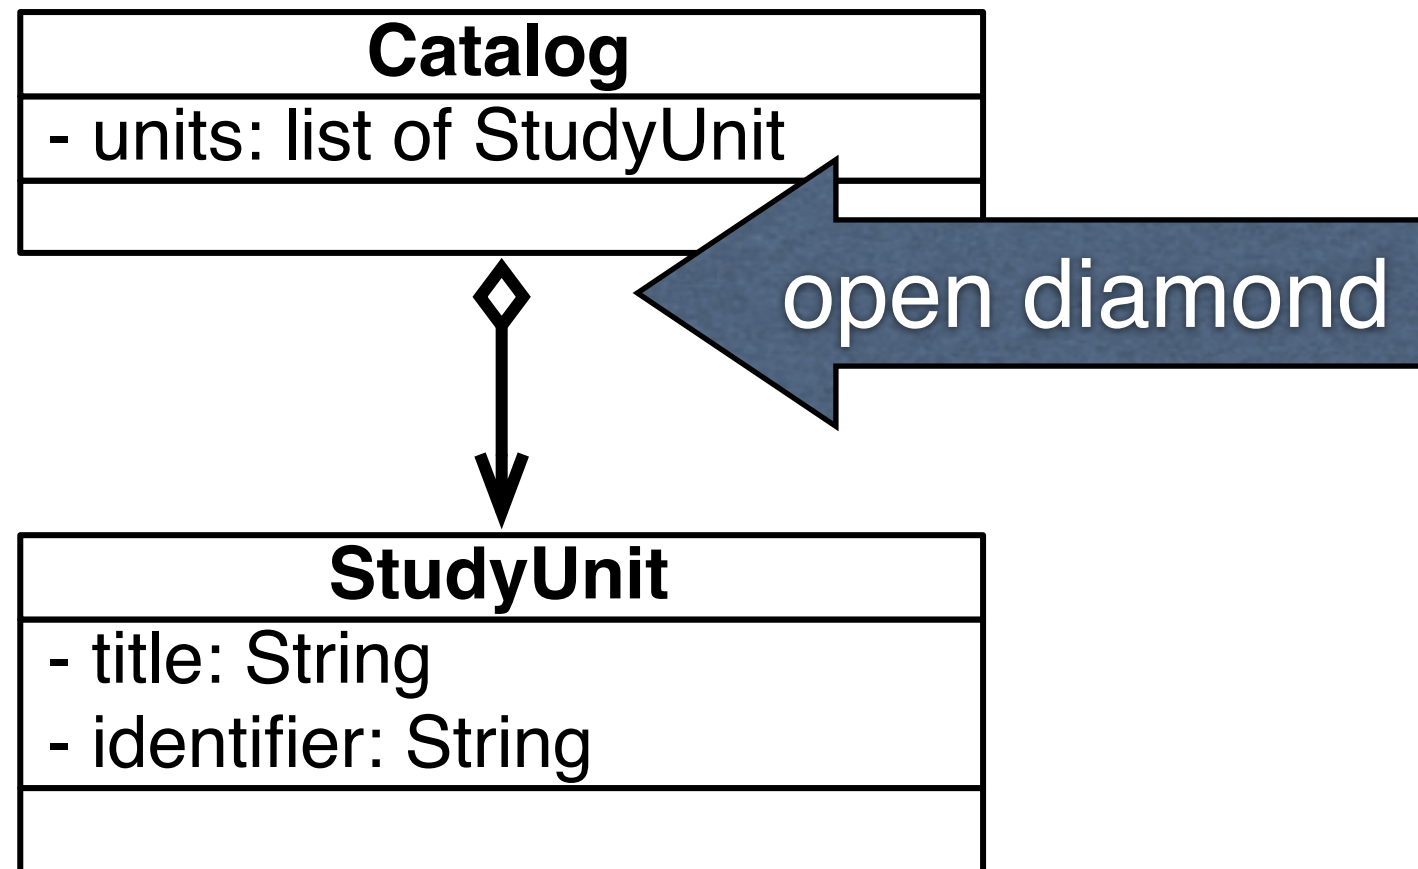 Catalog
- units: list of StudyUnit
open diamond
StudyUnit
- title: String
- identifier: String